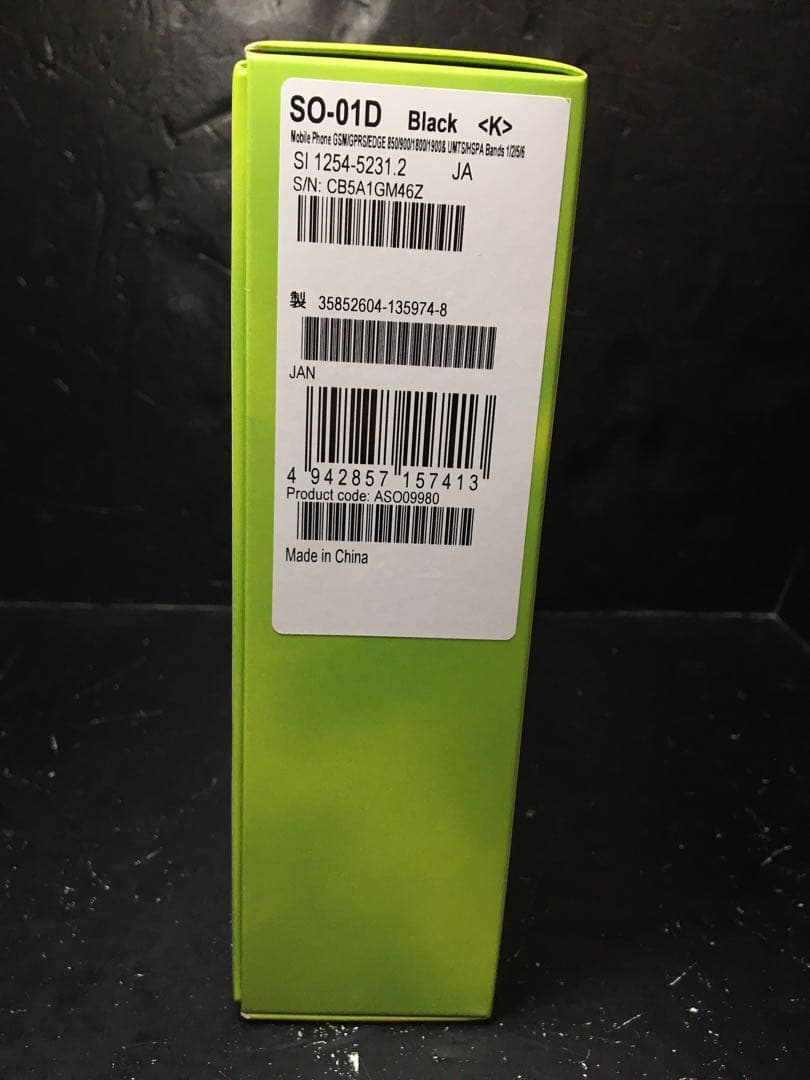 SO-01D Black <K>
Mobile Phone GSM/GPRS/EDGE 850/900/1800/1900& UMTS/HSPA Bands 1/2/5/6
SI 1254-5231.2 JA
S/N: CB5A1GM46Z
製 35852604-135974-8
JAN
4 942857 157413
Product code: ASO09980
Made in China